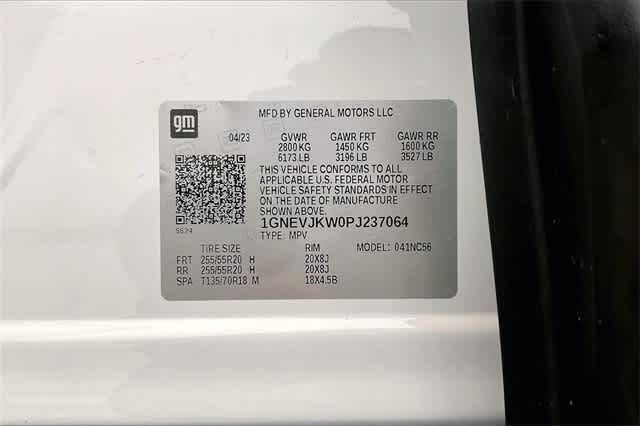 gm
MFD BY GENERAL MOTORS LLC
04/23 GVWR GAWR FRT GAWR RR
2800 KG 1450 KG 1600 KG
6173 LB 3196 LB 3527 LB
THIS VEHICLE CONFORMS TO ALL
APPLICABLE U.S. FEDERAL MOTOR
VEHICLE SAFETY STANDARDS IN EFFECT
ON THE DATE OF MANUFACTURE
SHOWN ABOVE.
1GNEVJKW0PJ237064
5624
TYPE: MPV
TIRE SIZE RIM MODEL: 041NC56
FRT 255/55R20 H 20X8J
RR 255/55R20 H 20X8J
SPA T135/70R18 M 18X4.5B